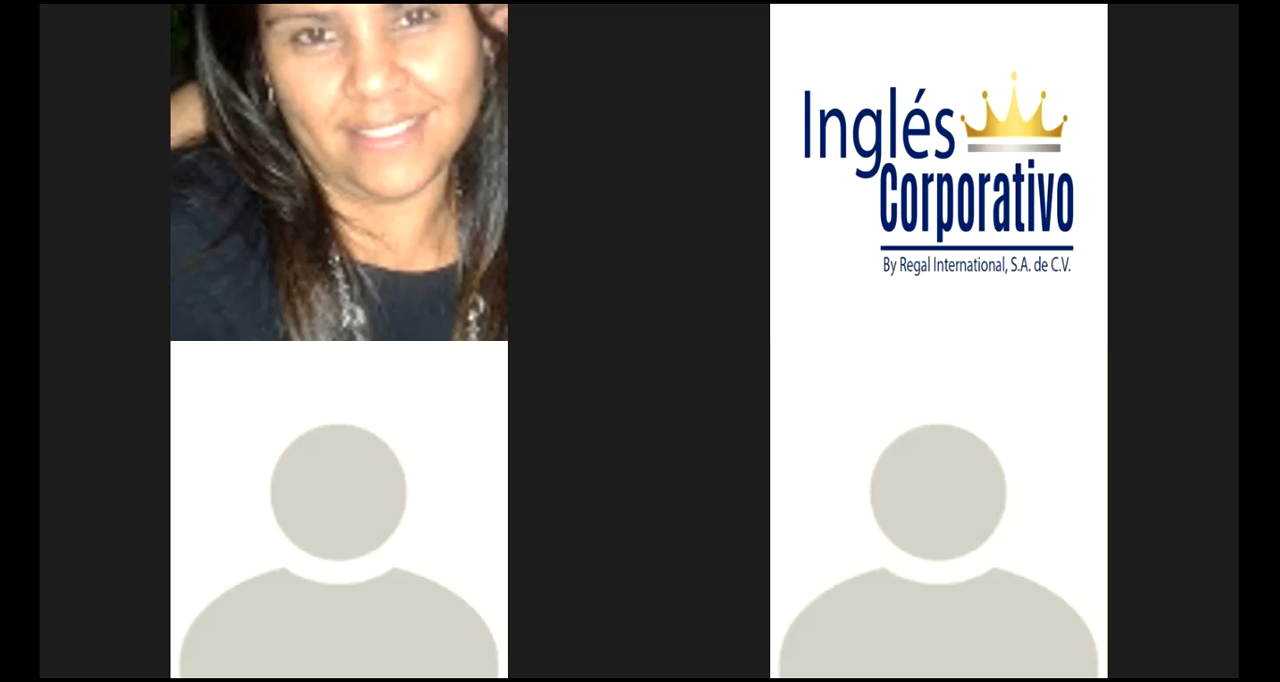 Inglés
Corporativo
By Regal International, S.A. de C.V.